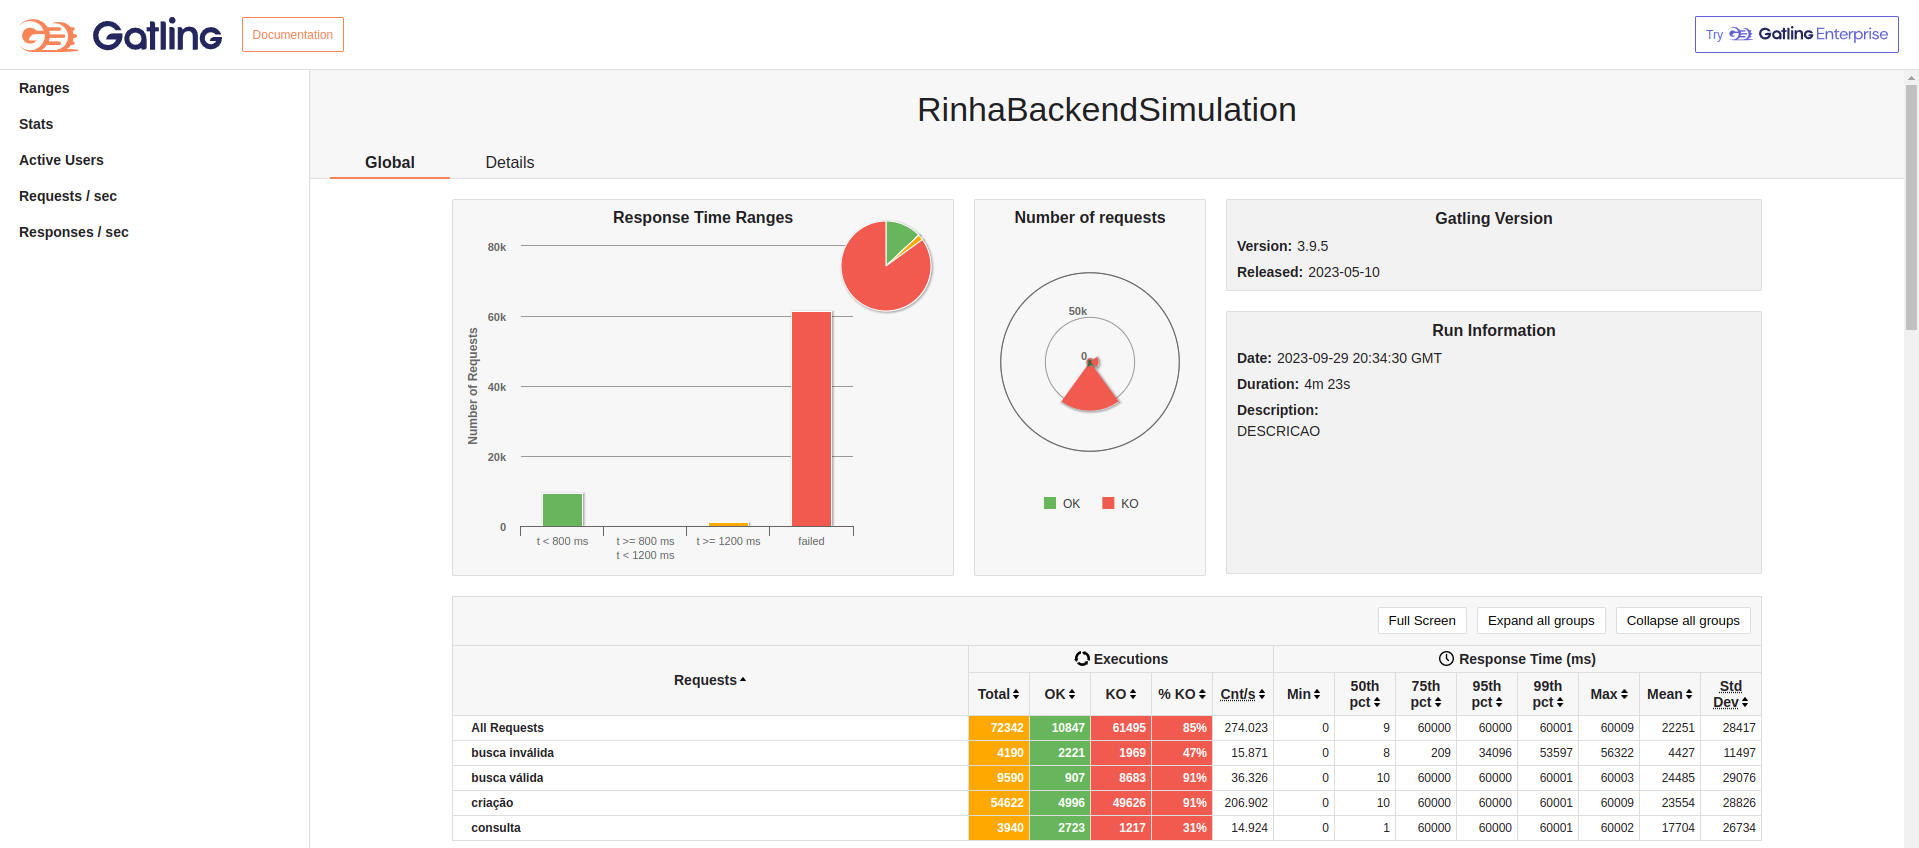 Gatling
Documentation
Try Gatling Enterprise
Ranges
Stats
Active Users
Requests / sec
Responses / sec
RinhaBackendSimulation
Global Details
Response Time Ranges
80k
60k
40k
20k
0
Number of Requests
t < 800 ms
t >= 800 ms
t < 1200 ms
t >= 1200 ms
failed
Number of requests
50k
0
OK KO
Gatling Version
Version: 3.9.5
Released: 2023-05-10
Run Information
Date: 2023-09-29 20:34:30 GMT
Duration: 4m 23s
Description:
DESCRICAO
Full Screen Expand all groups Collapse all groups
Requests Executions Response Time (ms)
Total OK KO % KO Cnt/s Min 50th pct 75th pct 95th pct 99th pct Max Mean Std Dev
All Requests 72342 10847 61495 85% 274.023 0 9 60000 60000 60001 60009 22251 28417
busca inválida 4190 2221 1969 47% 15.871 0 8 209 34096 53597 56322 4427 11497
busca válida 9590 907 8683 91% 36.326 0 10 60000 60000 60001 60003 24485 29076
criação 54622 4996 49626 91% 206.902 0 10 60000 60000 60001 60009 23554 28826
consulta 3940 2723 1217 31% 14.924 0 1 60000 60000 60001 60002 17704 26734